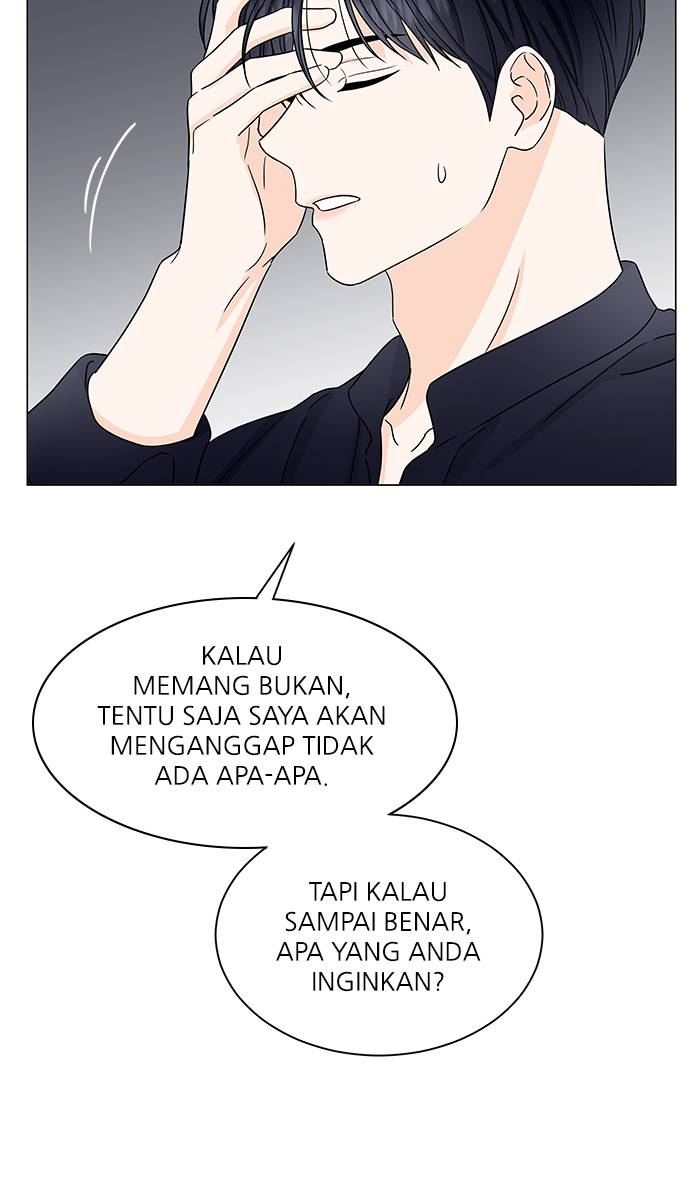 KALAU
MEMANG BUKAN,
TENTU SAJA SAYA AKAN
MENGANGGAP TIDAK
ADA APA-APA.
TAPI KALAU
SAMPAI BENAR,
APA YANG ANDA
INGINKAN?